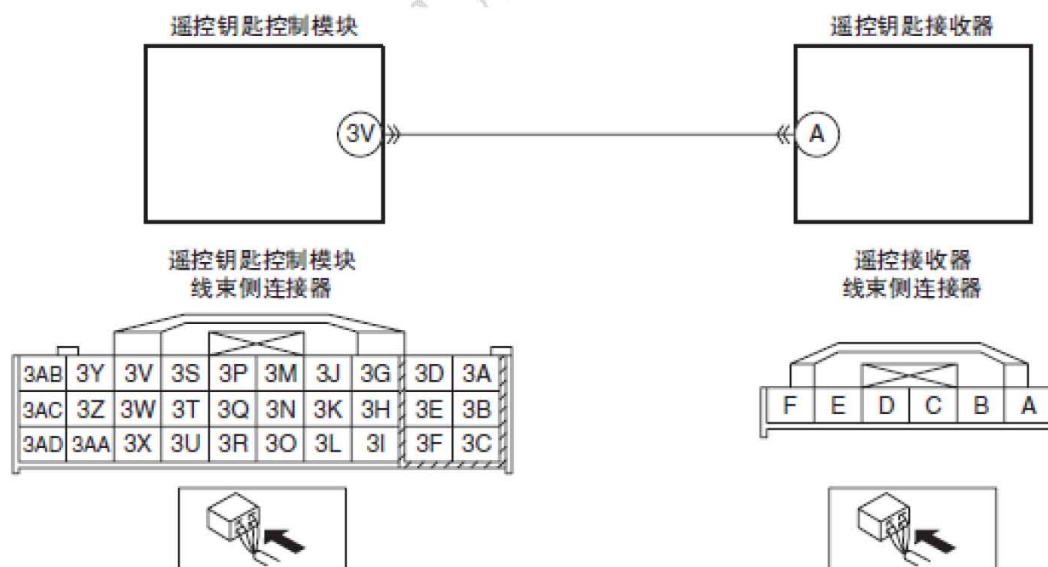 遥控钥匙控制模块
遥控钥匙接收器
3V
A
遥控钥匙控制模块
线束侧连接器
遥控接收器
线束侧连接器
3AB 3Y 3V 3S 3P 3M 3J 3G 3D 3A
3AC 3Z 3W 3T 3Q 3N 3K 3H 3E 3B
3AD 3AA 3X 3U 3R 3O 3L 3I 3F 3C
F E D C B A